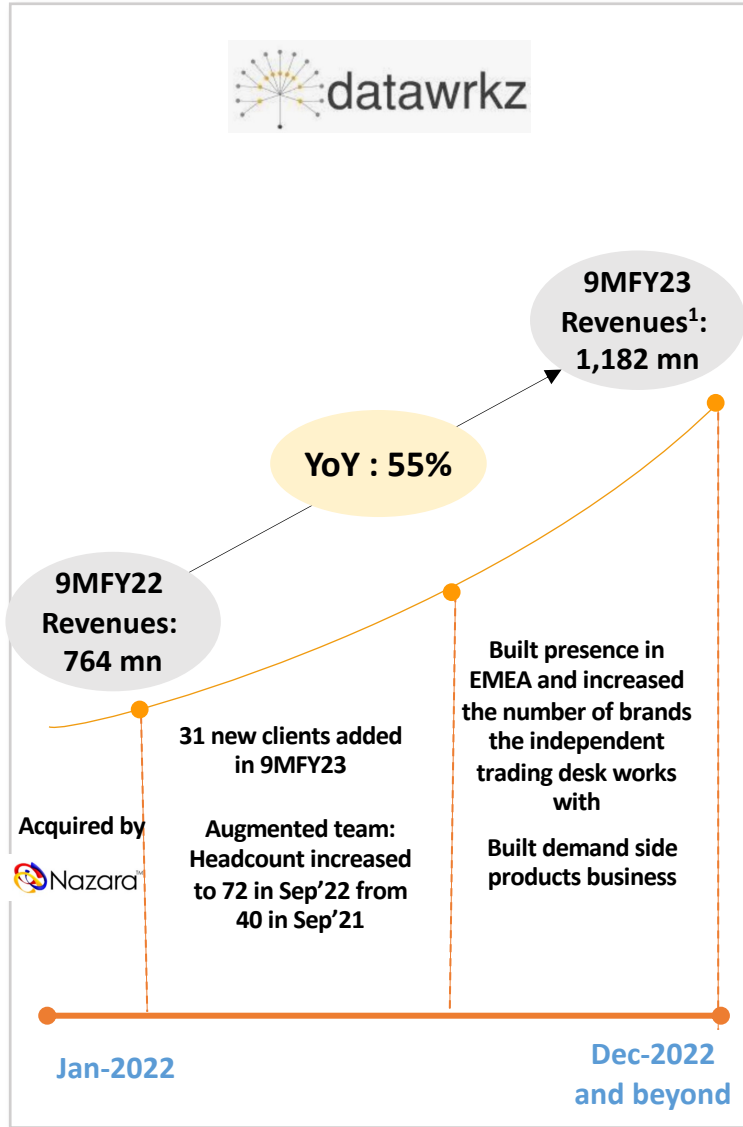 datawrkz
9MFY23
Revenues¹:
1,182 mn
YoY : 55%
9MFY22
Revenues:
764 mn
Built presence in
EMEA and increased
the number of brands
the independent
trading desk works
with
31 new clients added
in 9MFY23
Acquired by
Nazara™
Augmented team:
Headcount increased
to 72 in Sep’22 from
40 in Sep’21
Built demand side
products business
Jan-2022
Dec-2022
and beyond